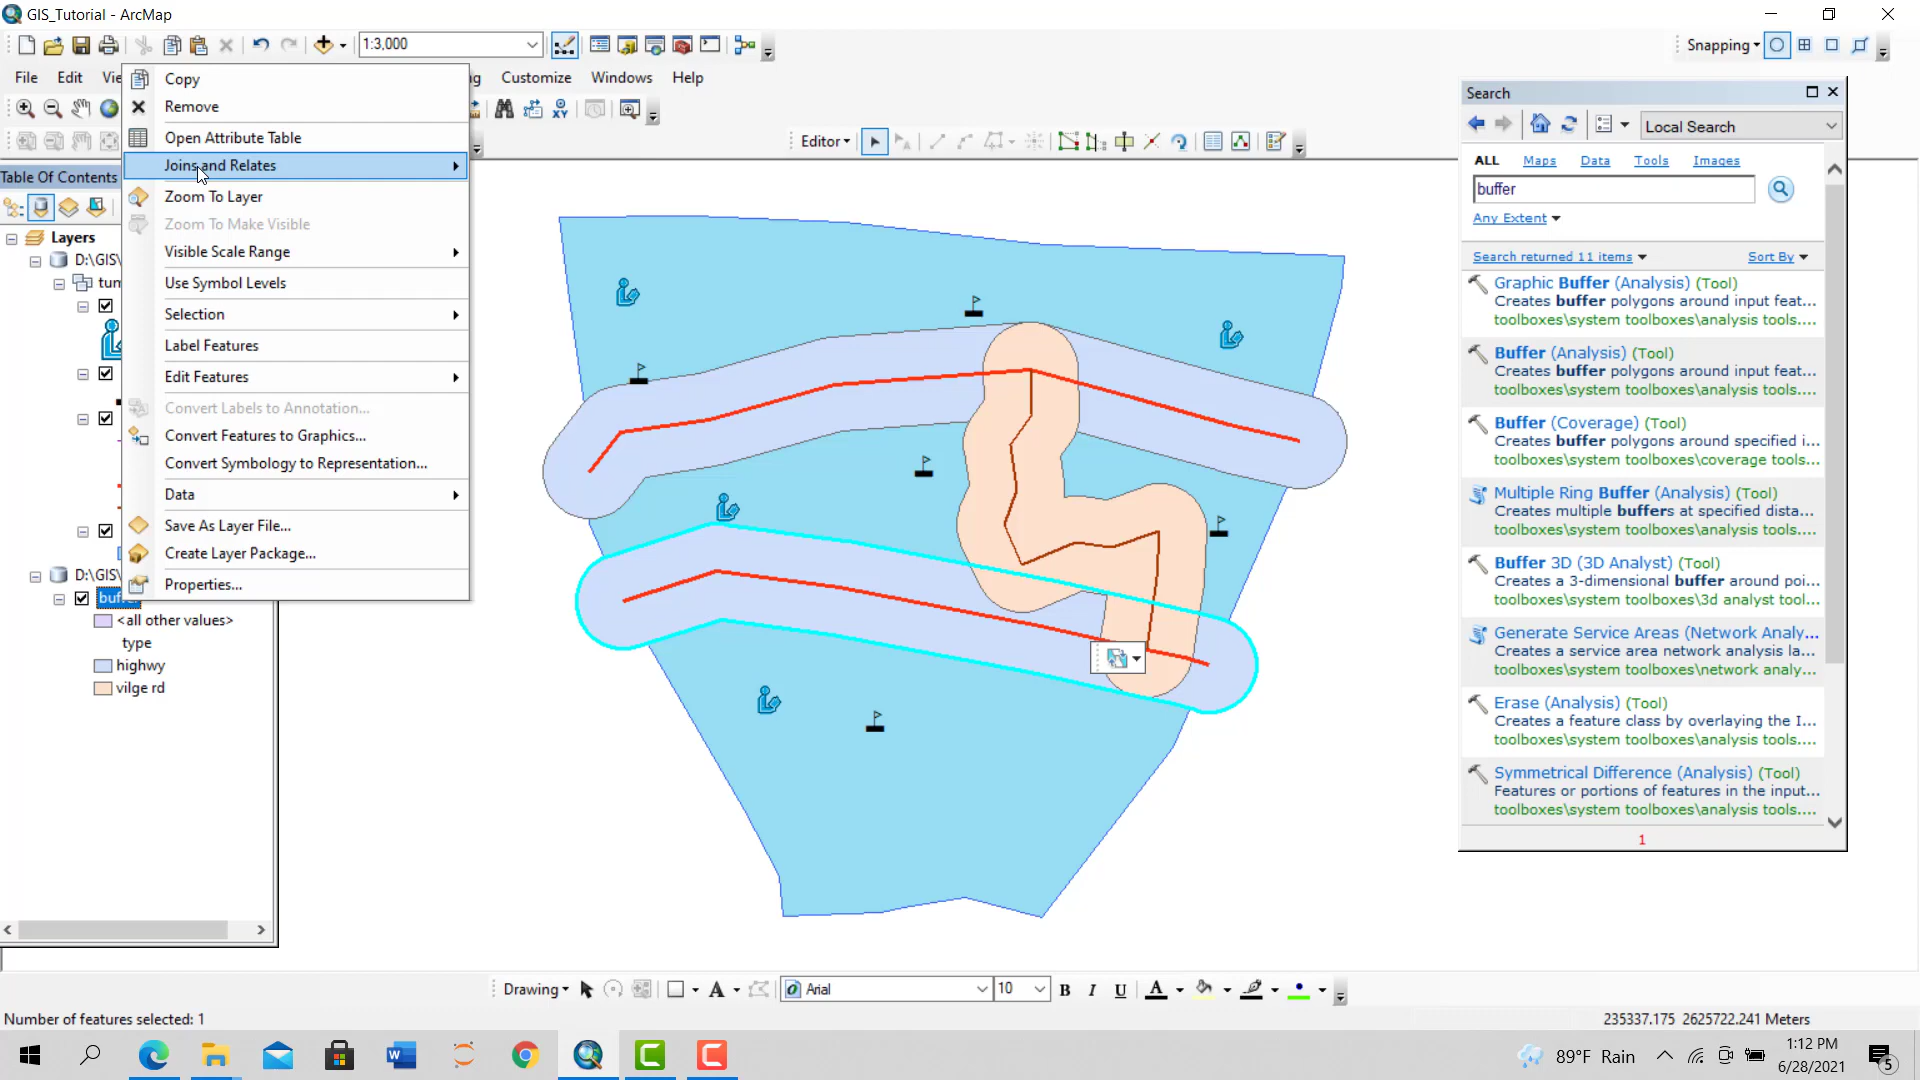 GIS_Tutorial - ArcMap
1:3,000
Snapping
File Edit Vie Customize Windows Help
Copy
Remove
Open Attribute Table
Joins and Relates
Zoom To Layer
Zoom To Make Visible
Visible Scale Range
Use Symbol Levels
Selection
Label Features
Edit Features
Convert Labels to Annotation...
Convert Features to Graphics...
Convert Symbology to Representation...
Data
Save As Layer File...
Create Layer Package...
Properties...
Editor
Table Of Contents
Layers
D:\GIS\
D:\GIS\
<all other values>
type
highwy
vilge rd
Search
Local Search
ALL Maps Data Tools Images
buffer
Any Extent
Search returned 11 items Sort By
Graphic Buffer (Analysis) (Tool)
Creates buffer polygons around input feat...
toolboxes\system toolboxes\analysis tools....
Buffer (Analysis) (Tool)
Creates buffer polygons around input feat...
toolboxes\system toolboxes\analysis tools....
Buffer (Coverage) (Tool)
Creates buffer polygons around specified i...
toolboxes\system toolboxes\coverage tools...
Multiple Ring Buffer (Analysis) (Tool)
Creates multiple buffers at specified dista...
toolboxes\system toolboxes\analysis tools....
Buffer 3D (3D Analyst) (Tool)
Creates a 3-dimensional buffer around poi...
toolboxes\system toolboxes\3d analyst tool...
Generate Service Areas (Network Analy...
Creates a service area network analysis la...
toolboxes\system toolboxes\network analy...
Erase (Analysis) (Tool)
Creates a feature class by overlaying the I...
toolboxes\system toolboxes\analysis tools....
Symmetrical Difference (Analysis) (Tool)
Features or portions of features in the input...
toolboxes\system toolboxes\analysis tools....
1
Drawing Arial 10 B I U A
Number of features selected: 1
235337.175 2625722.241 Meters
89°F Rain
1:12 PM
6/28/2021
5